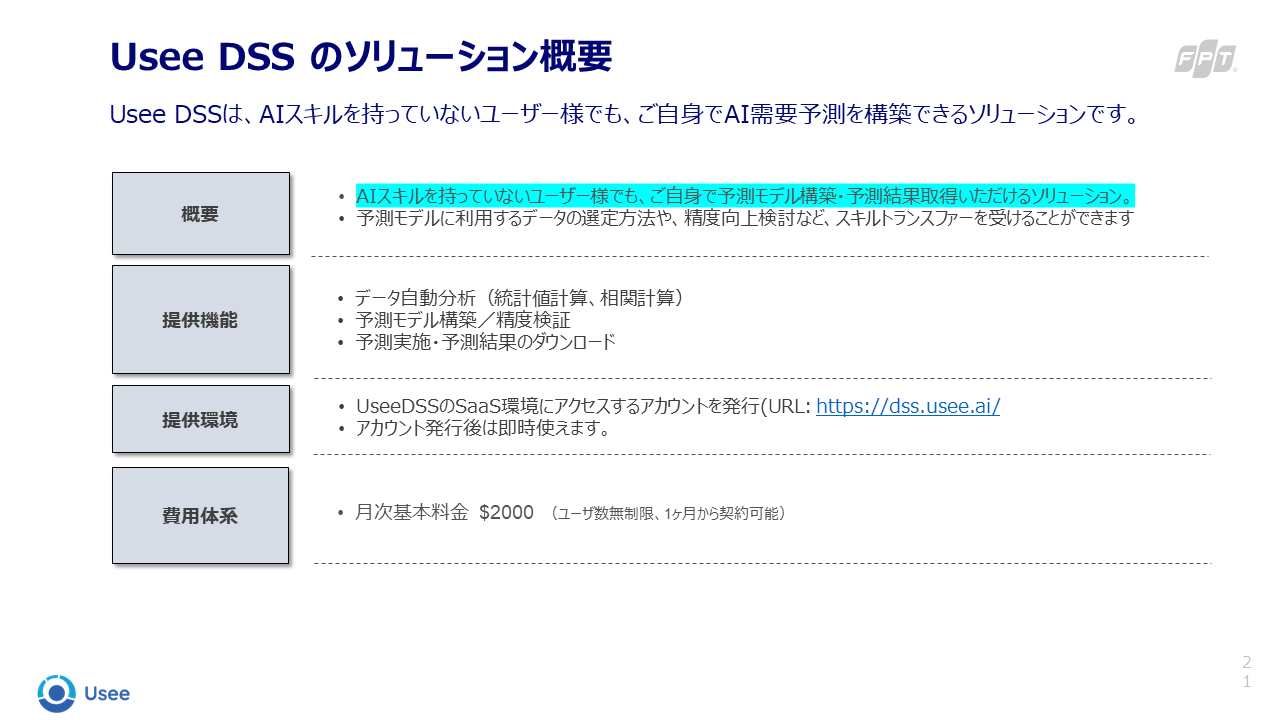 Usee DSS のソリューション概要
FPT
Usee DSSは、AIスキルを持っていないユーザー様でも、ご自身でAI需要予測を構築できるソリューションです。
概要
• AIスキルを持っていないユーザー様でも、ご自身で予測モデル構築・予測結果取得いただけるソリューション。
• 予測モデルに利用するデータの選定方法や、精度向上検討など、スキルトランスファーを受けることができます
提供機能
• データ自動分析（統計値計算、相関計算）
• 予測モデル構築／精度検証
• 予測実施・予測結果のダウンロード
提供環境
• UseeDSSのSaaS環境にアクセスするアカウントを発行(URL: https://dss.usee.ai/
• アカウント発行後は即時使えます。
費用体系
• 月次基本料金 $2000 （ユーザ数無制限、1ヶ月から契約可能）
Usee
2
1